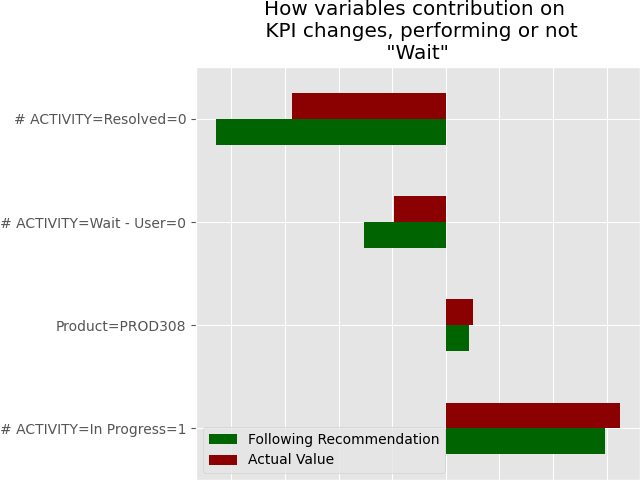 How variables contribution on
KPI changes, performing or not
"Wait"
# ACTIVITY=Resolved=0
# ACTIVITY=Wait - User=0
Product=PROD308
# ACTIVITY=In Progress=1
Following Recommendation
Actual Value